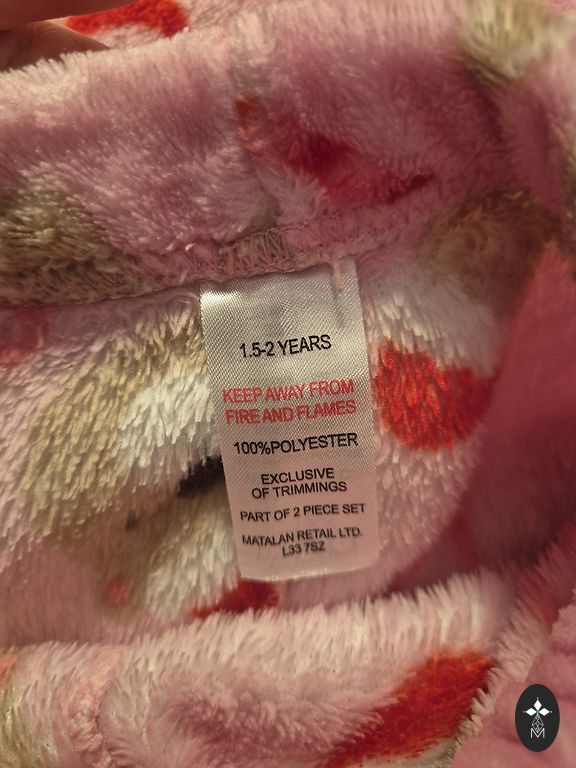 1.5-2 YEARS
KEEP AWAY FROM
FIRE AND FLAMES
100%POLYESTER
EXCLUSIVE
OF TRIMMINGS
PART OF 2 PIECE SET
MATALAN RETAIL LTD.
L33 7SZ
M